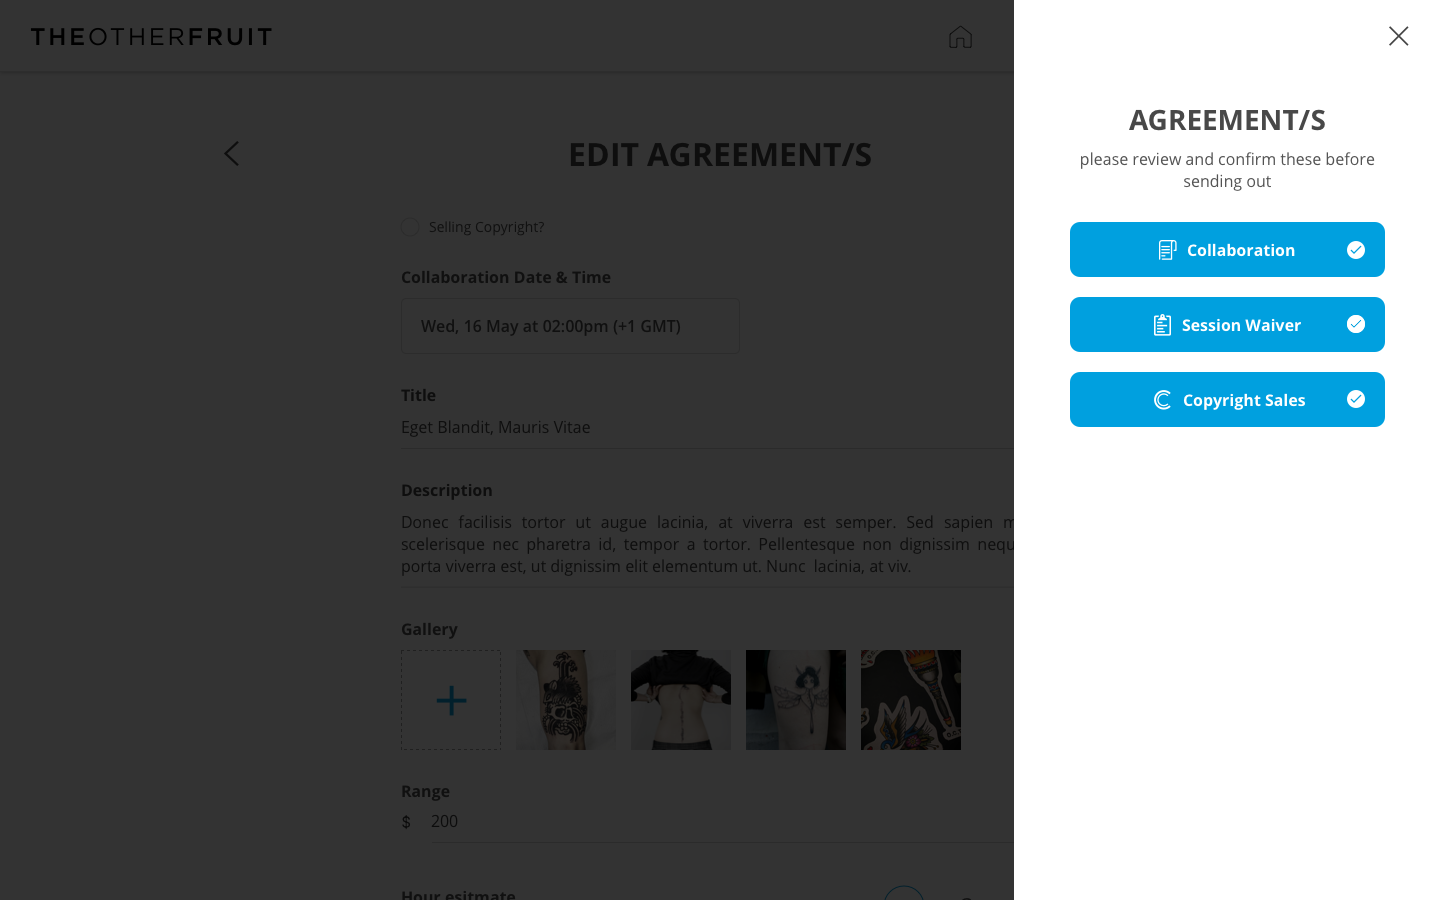 THEOTHERFRUIT
EDIT AGREEMENT/S
Selling Copyright?
Collaboration Date & Time
Wed, 16 May at 02:00pm (+1 GMT)
Title
Eget Blandit, Mauris Vitae
Description
Donec facilisis tortor ut augue lacinia, at viverra est semper. Sed sapien
scelerisque nec pharetra id, tempor a tortor. Pellentesque non dignissim
porta viverra est, ut dignissim elit elementum ut. Nunc lacinia, at viv.
Gallery
Range
$ 200
Hour esitmate
AGREEMENT/S
please review and confirm these before
sending out
Collaboration
Session Waiver
Copyright Sales